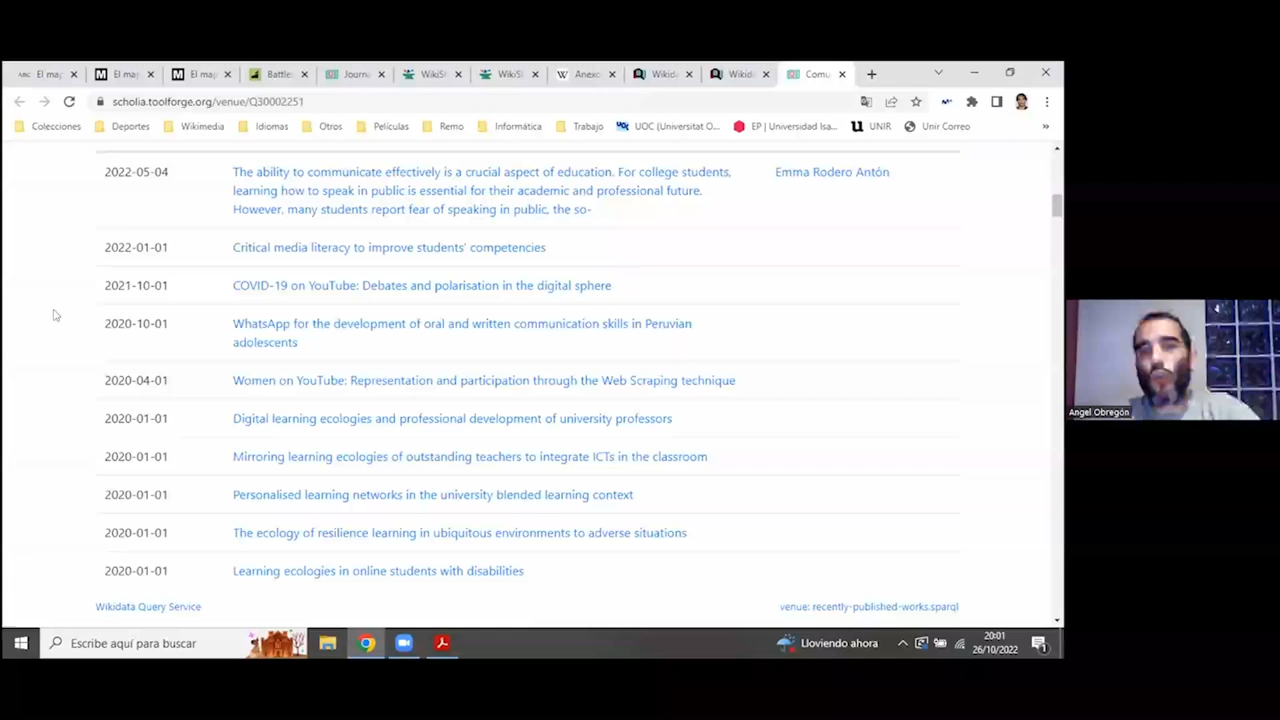 ABC El ma
M El ma
M El ma
Battle
Journ
WikiS
WikiS
W Anexo
Wikid
Wikid
Comu
scholia.toolforge.org/venue/Q30002251
Colecciones Deportes Wikimedia Idiomas Otros Películas Remo Informática Trabajo UOC (Universitat O... EP | Universidad Isa... UNIR Unir Correo »
2022-05-04 The ability to communicate effectively is a crucial aspect of education. For college students, Emma Rodero Antón
learning how to speak in public is essential for their academic and professional future.
However, many students report fear of speaking in public, the so-
2022-01-01 Critical media literacy to improve students' competencies
2021-10-01 COVID-19 on YouTube: Debates and polarisation in the digital sphere
2020-10-01 WhatsApp for the development of oral and written communication skills in Peruvian
adolescents
2020-04-01 Women on YouTube: Representation and participation through the Web Scraping technique
2020-01-01 Digital learning ecologies and professional development of university professors
2020-01-01 Mirroring learning ecologies of outstanding teachers to integrate ICTs in the classroom
2020-01-01 Personalised learning networks in the university blended learning context
2020-01-01 The ecology of resilience learning in ubiquitous environments to adverse situations
2020-01-01 Learning ecologies in online students with disabilities
Wikidata Query Service venue: recently-published-works.sparql
Angel Obregón
Escribe aquí para buscar
Lloviendo ahora
20:01
26/10/2022
1